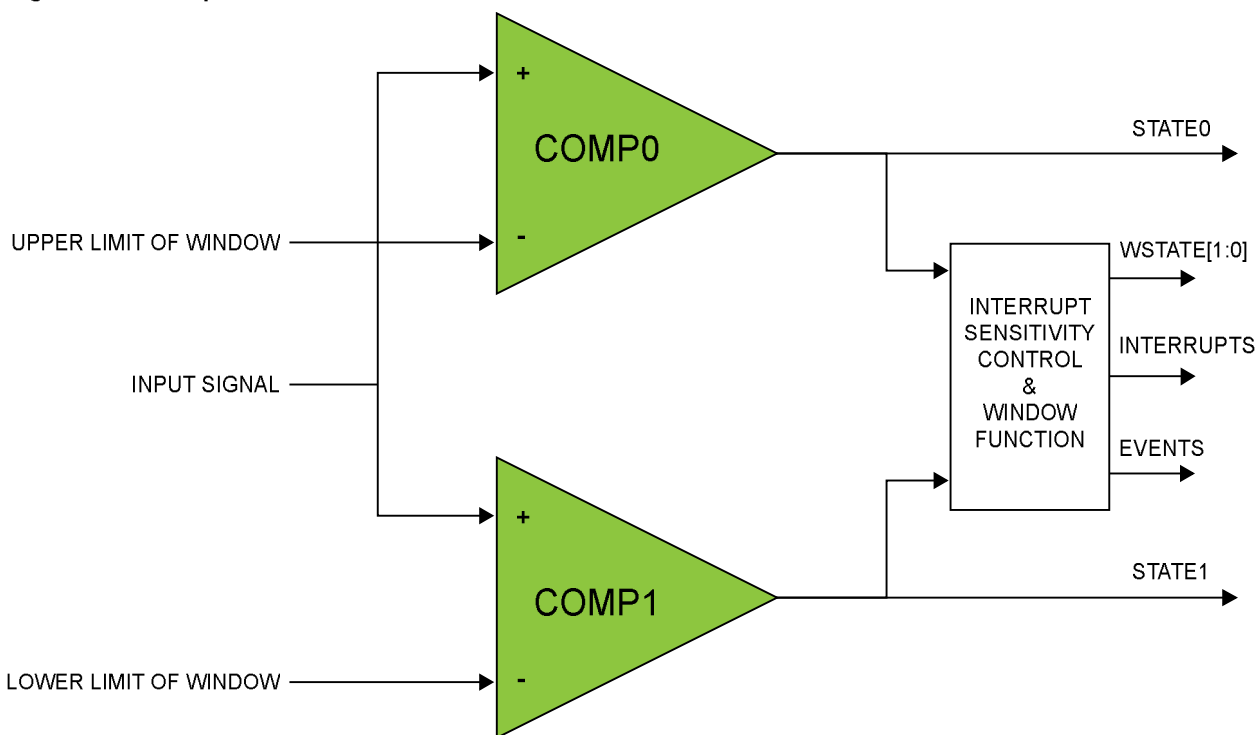 +
COMP0
-
STATE0
UPPER LIMIT OF WINDOW
WSTATE[1:0]
INTERRUPT
SENSITIVITY
CONTROL
&
WINDOW
FUNCTION
INTERRUPTS
EVENTS
INPUT SIGNAL
+
COMP1
-
STATE1
LOWER LIMIT OF WINDOW